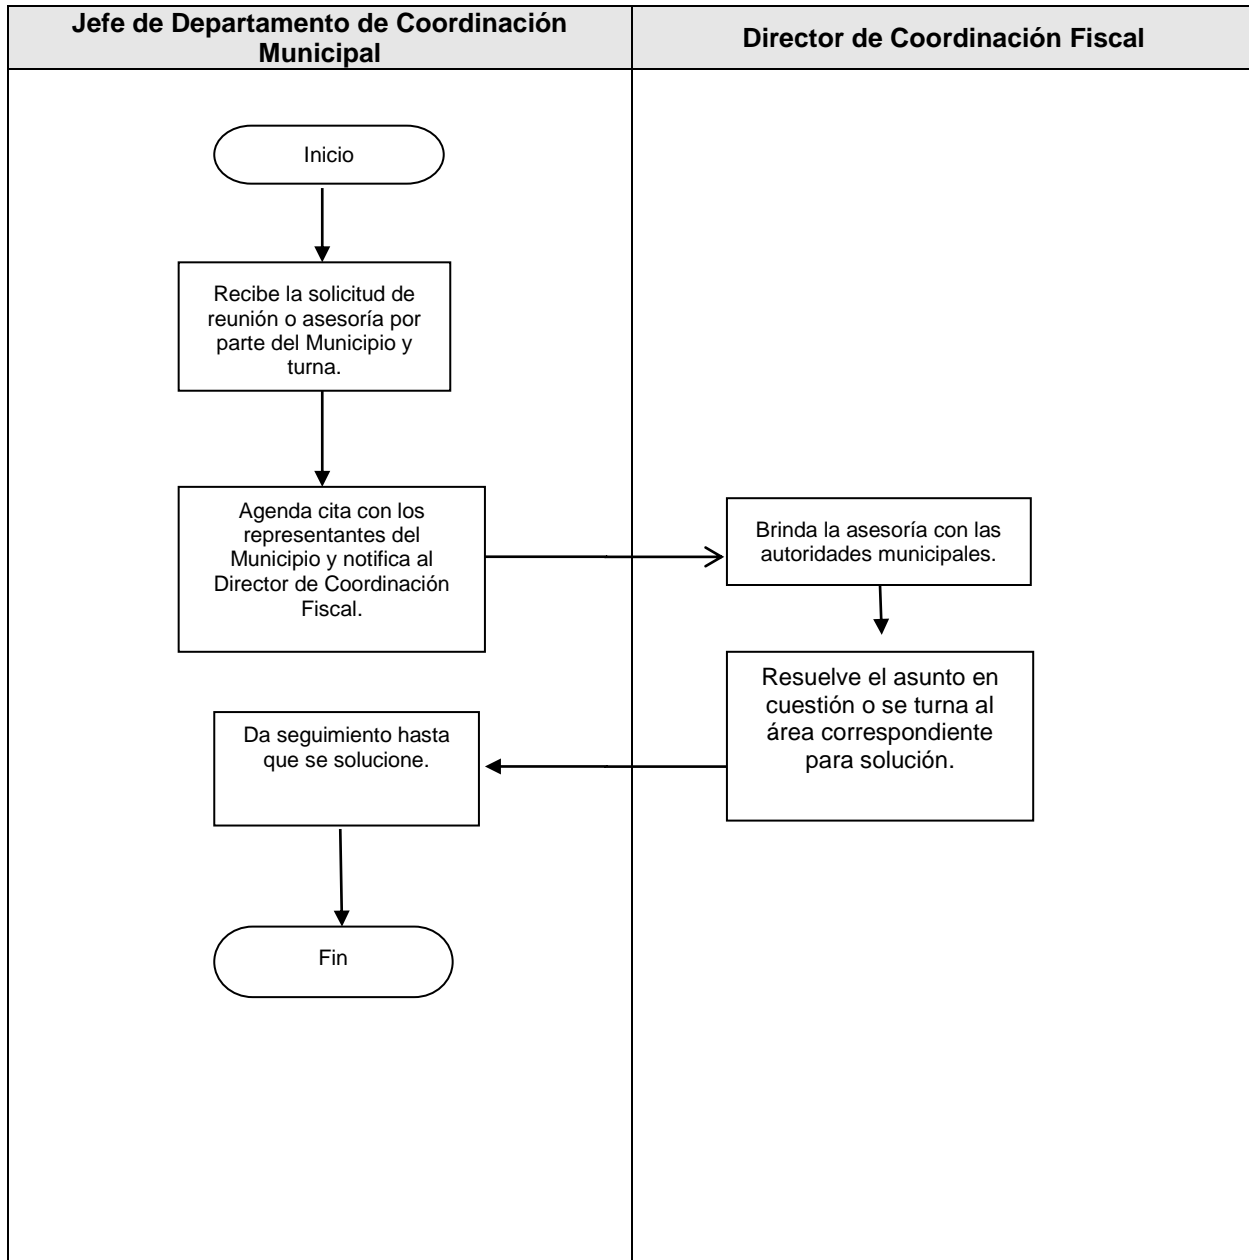 Jefe de Departamento de Coordinación
Municipal
Director de Coordinación Fiscal
Inicio
Recibe la solicitud de
reunión o asesoría por
parte del Municipio y
turna.
Agenda cita con los
representantes del
Municipio y notifica al
Director de Coordinación
Fiscal.
Brinda la asesoría con las
autoridades municipales.
Resuelve el asunto en
cuestión o se turna al
área correspondiente
para solución.
Da seguimiento hasta
que se solucione.
Fin